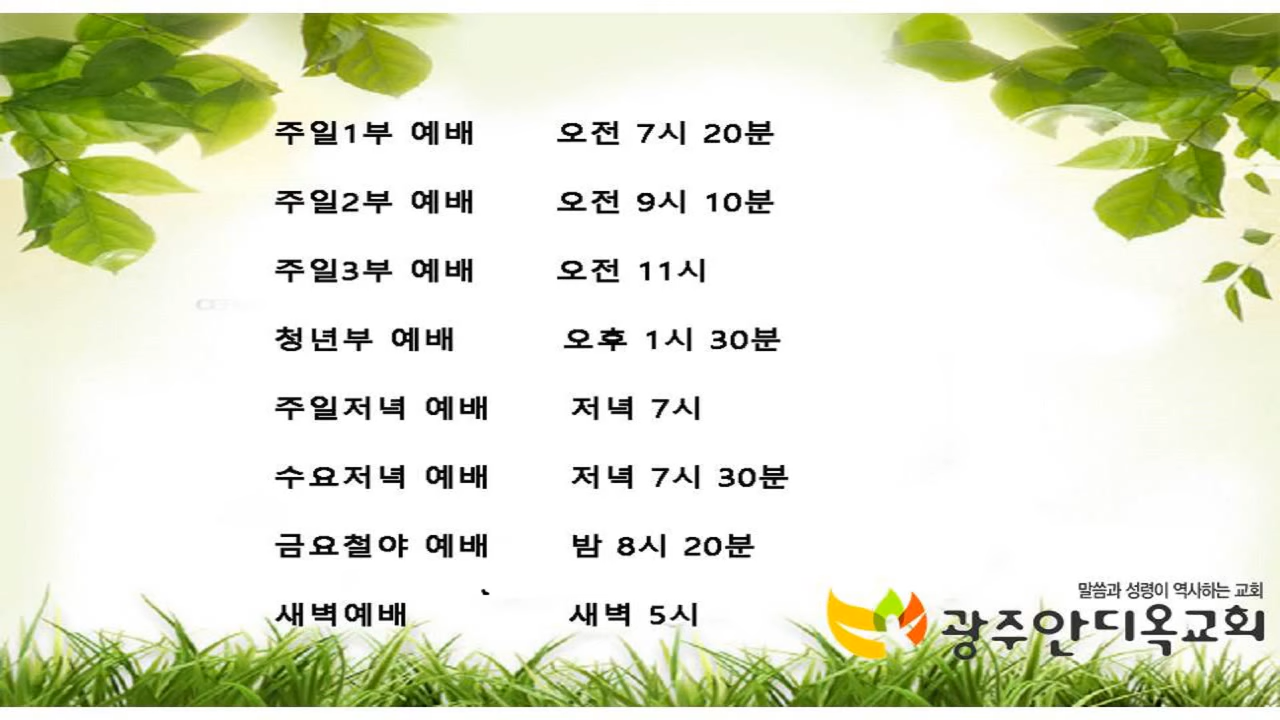 주일1부 예배 오전 7시 20분
주일2부 예배 오전 9시 10분
주일3부 예배 오전 11시
청년부 예배 오후 1시 30분
주일저녁 예배 저녁 7시
수요저녁 예배 저녁 7시 30분
금요철야 예배 밤 8시 20분
새벽예배 새벽 5시
말씀과 성령이 역사하는 교회
광주안디옥교회